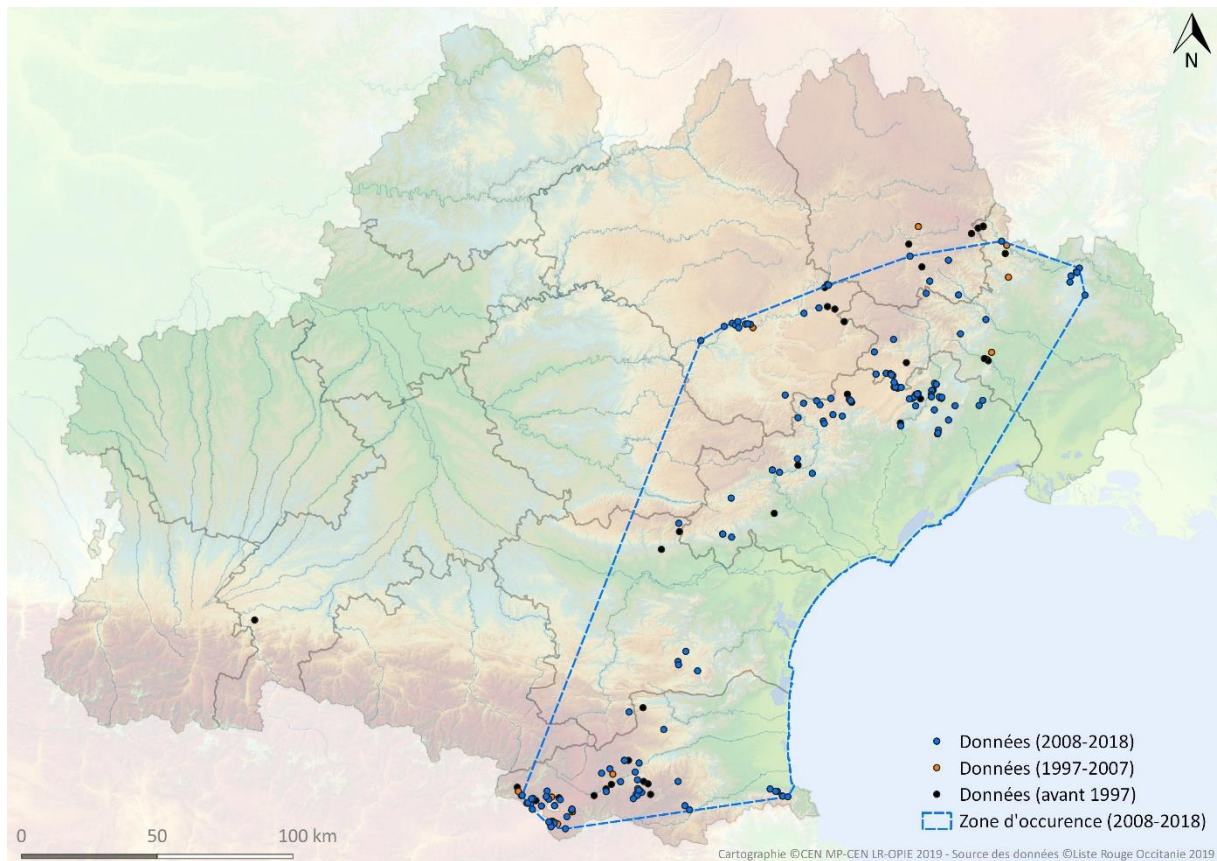 N
Données (2008-2018)
Données (1997-2007)
Données (avant 1997)
Zone d'occurence (2008-2018)
0 50 100 km
Cartographie ©CEN MP-CEN LR-OPIE 2019 - Source des données ©Liste Rouge Occitanie 2019